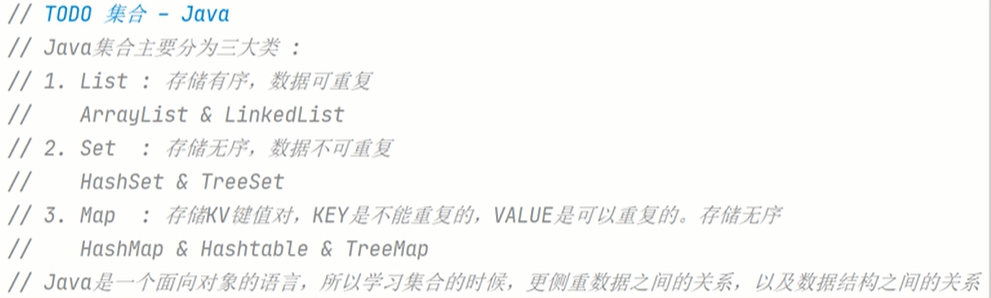 // TODO 集合 - Java
// Java集合主要分为三大类 :
// 1. List : 存储有序，数据可重复
//    ArrayList & LinkedList
// 2. Set  : 存储无序，数据不可重复
//    HashSet & TreeSet
// 3. Map  : 存储KV键值对，KEY是不能重复的，VALUE是可以重复的。存储无序
//    HashMap & Hashtable & TreeMap
// Java是一个面向对象的语言，所以学习集合的时候，更侧重数据之间的关系，以及数据结构之间的关系